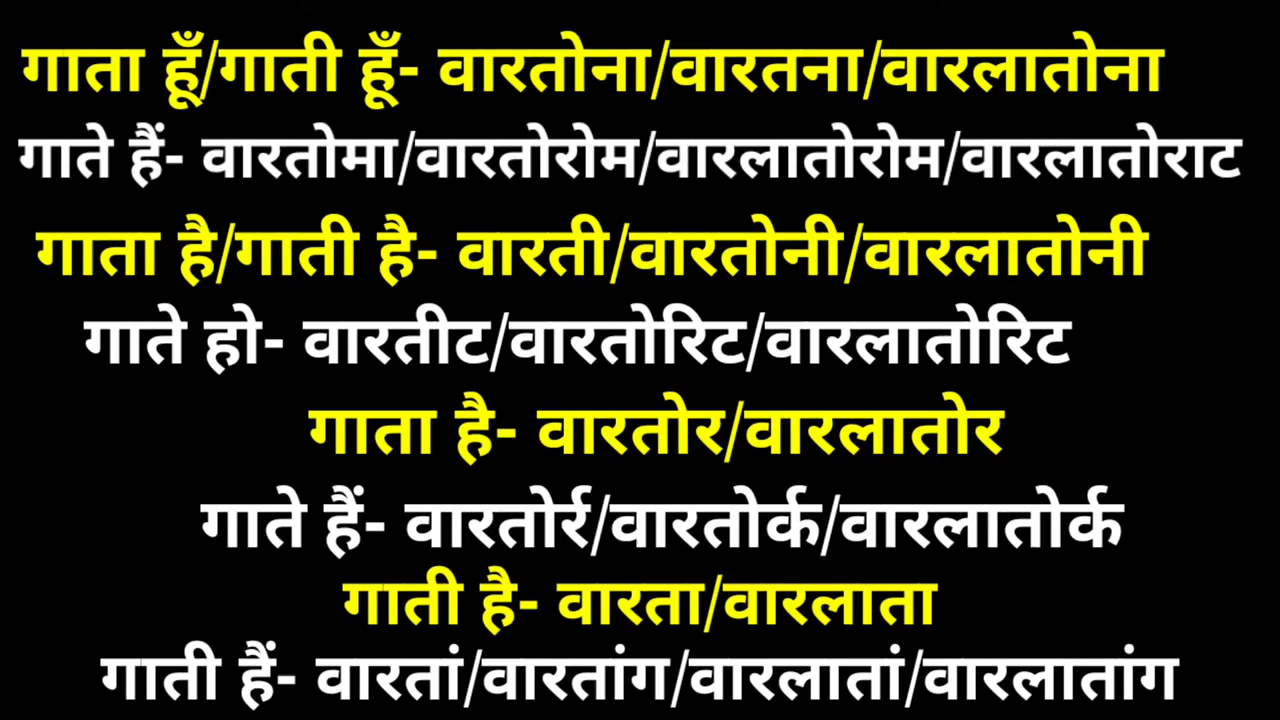 गाता हूँ/गाती हूँ- वारतोना/वारतना/वारलातोना
गाते हैं- वारतोमा/वारतोरोम/वारलातोरोम/वारलातोराट
गाता है/गाती है- वारती/वारतोनी/वारलातोनी
गाते हो- वारतीट/वारतोरिट/वारलातोरिट
गाता है- वारतोर/वारलातोर
गाते हैं- वारतोर्र/वारतोर्क/वारलातोर्क
गाती है- वारता/वारलाता
गाती हैं- वारतां/वारतांग/वारलातां/वारलातांग